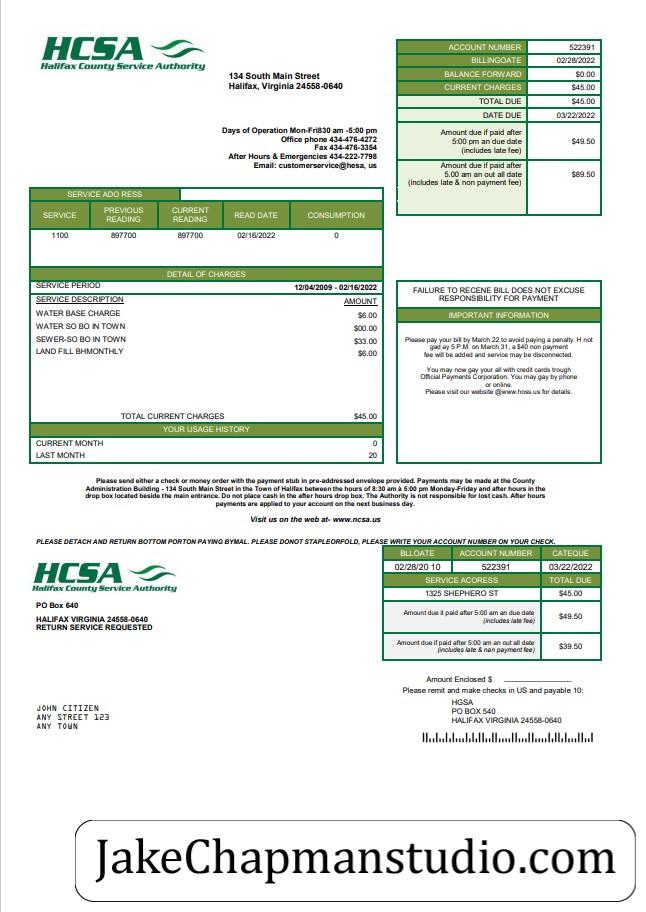 HCSA
Halifax County Service Authority
134 South Main Street
Halifax, Virginia 24558-0640
Days of Operation Mon-Fri830 am -5:00 pm
Office phone 434-476-4272
Fax 434-476-3354
After Hours & Emergencies 434-222-7798
Email: customerservice@hesa, us
ACCOUNT NUMBER 522391
BILLINGOATE 02/28/2022
BALANCE FORWARD $0.00
CURRENT CHARGES $45.00
TOTAL DUE $45.00
DATE DUE 03/22/2022
Amount due if paid after
5:00 pm an due date $49.50
(includes late fee)
Amount due if paid after
5.00 am an out all date $89.50
(includes late & non payment fee)
SERVICE ADO RESS
SERVICE PREVIOUS READING CURRENT READING READ DATE CONSUMPTION
1100 897700 897700 02/16/2022 0
DETAIL OF CHARGES
SERVICE PERIOD 12/04/2009 - 02/16/2022
SERVICE DESCRIPTION AMOUNT
WATER BASE CHARGE $6.00
WATER SO BO IN TOWN $00.00
SEWER-SO BO IN TOWN $33.00
LAND FILL BHMONTHLY $6.00
TOTAL CURRENT CHARGES $45.00
YOUR USAGE HISTORY
CURRENT MONTH 0
LAST MONTH 20
FAILURE TO RECENE BILL DOES NOT EXCUSE
RESPONSIBILITY FOR PAYMENT
IMPORTANT INFORMATION
Please pay your bill by March 22 to avoid paying a penalty. H not
gad ay 5 P.M. on March 31, a $40 non payment
fee will be added and service may be disconnected.
You may now gay your all with credit cards trough
Official Payments Corporation. You may gay by phone
or online.
Please visit our website @www.hoss.us for details.
Please send either a check or money order with the payment stub in pre-addressed envelope provided. Payments may be made at the County
Administration Building - 134 South Main Street in the Town of Halifax between the hours of 8:30 am à 5:00 pm Monday-Friday and after hours in the
drop box located beside the main entrance. Do not place cash in the after hours drop box. The Authority is not responsible for lost cash. After hours
payments are applied to your account on the next business day.
Visit us on the web at- www.ncsa.us
PLEASE DETACH AND RETURN BOTTOM PORTON PAYING BYMAL. PLEASE DONOT STAPLEORFOLD, PLEASE WRITE YOUR ACCOUNT NUMBER ON YOUR CHECK.
HCSA
Halifax County Service Authority
PO Box 640
HALIFAX VIRGINIA 24558-0640
RETURN SERVICE REQUESTED
BLLOATE ACCOUNT NUMBER CATEQUE
02/28/20 10 522391 03/22/2022
SERVICE ACORESS TOTAL DUE
1325 SHEPHERO ST $45.00
Amount due it paid after 5:00 am an due date $49.50
(includes late fee)
Amount due if paid after 5:00 am an out all date $39.50
(includes late & nan payment fee)
Amount Enclosed $
Please remit and make checks in US and payable 10:
HGSA
PO BOX 540
HALIFAX VIRGINIA 24558-0640
JOHN CITIZEN
ANY STREET 123
ANY TOWN
JakeChapmanstudio.com